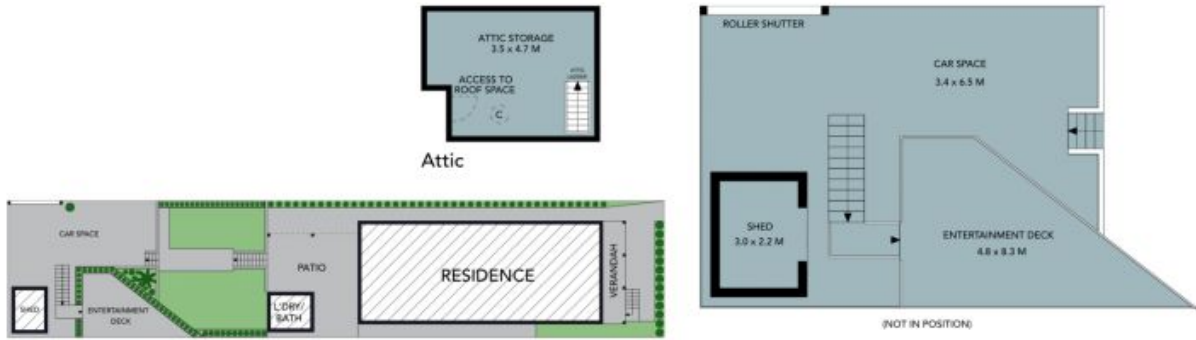 ATTIC STORAGE
3.5 x 4.7 M
ATTIC
LADDER
ACCESS TO
ROOF SPACE
C
Attic
ROLLER SHUTTER
CAR SPACE
3.4 x 6.5 M
SHED
3.0 x 2.2 M
ENTERTAINMENT DECK
4.8 x 8.3 M
(NOT IN POSITION)
CAR SPACE
SHED
ENTERTAINMENT
DECK
PATIO
L'DRY/
BATH
RESIDENCE
VERANDAH